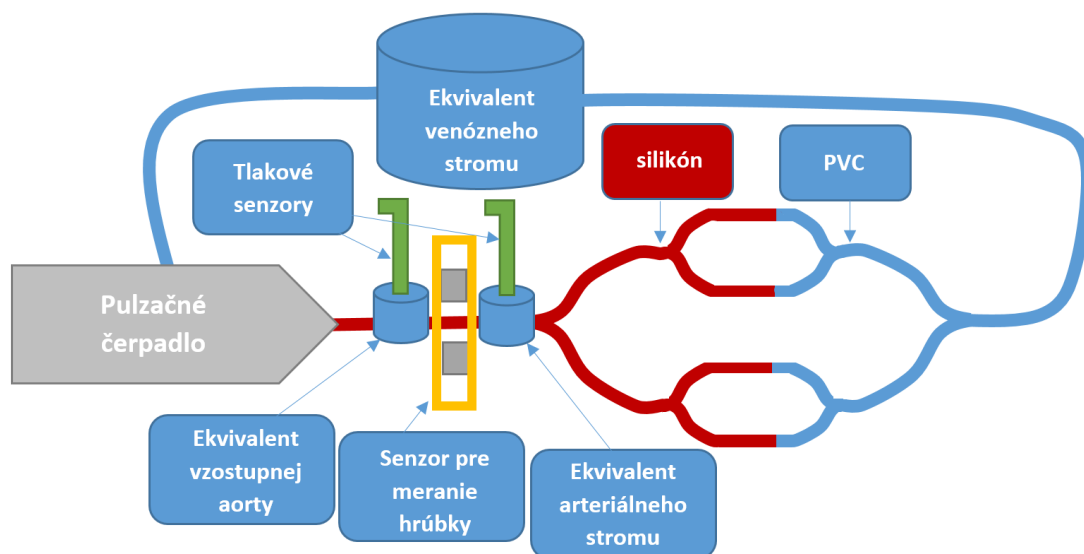 Ekvivalent
venózneho
stromu
Tlakové
senzory
silikón
PVC
Pulzačné
čerpadlo
Ekvivalent
vzostupnej
aorty
Senzor pre
meranie
hrúbky
Ekvivalent
arteriálneho
stromu